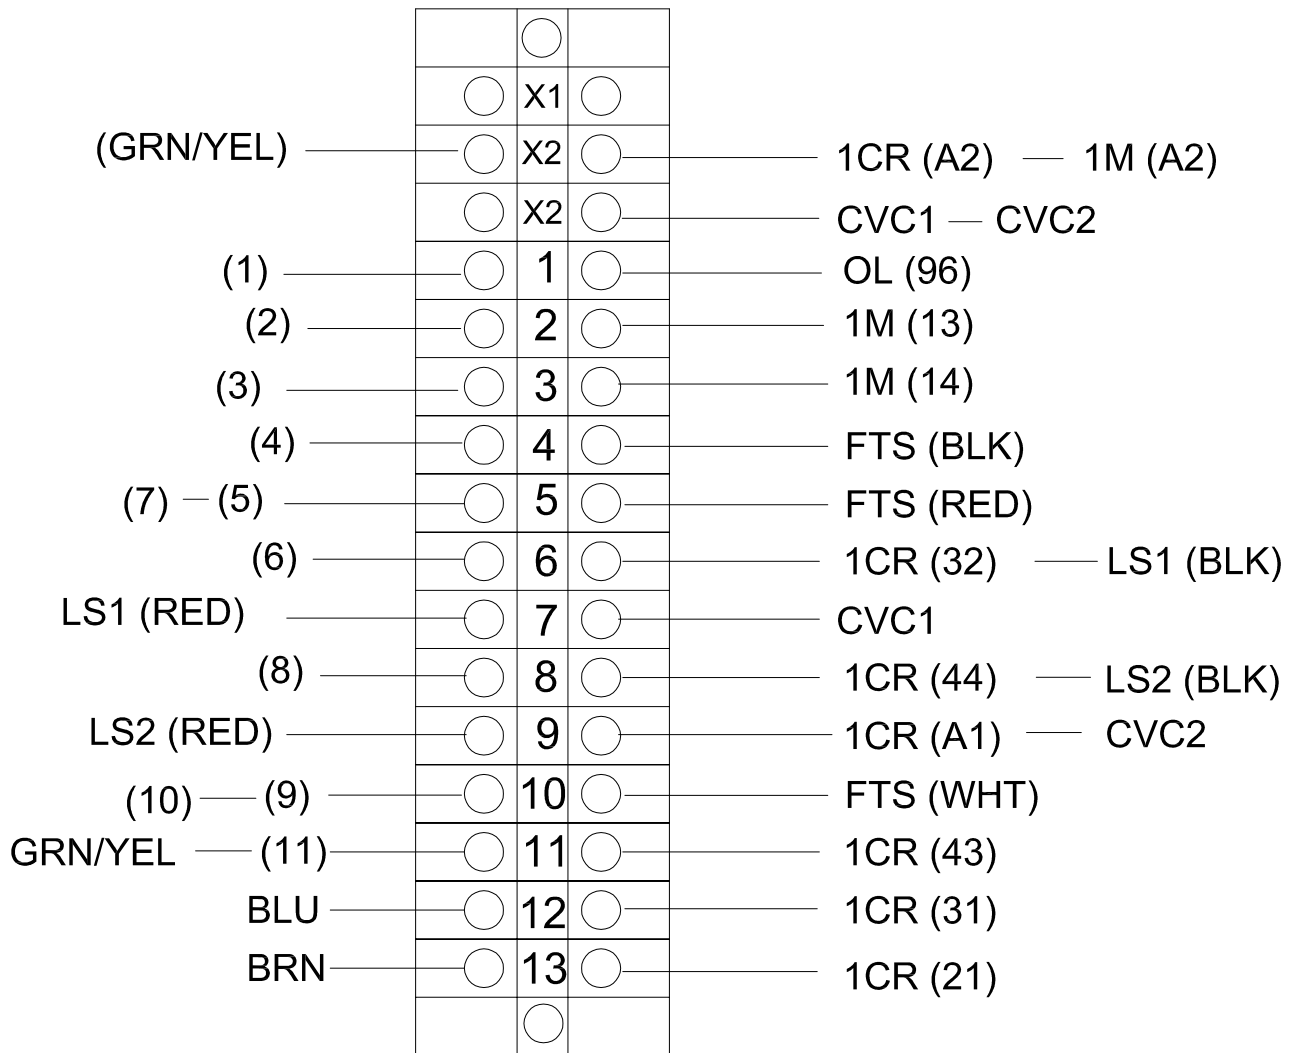 X1
(GRN/YEL) X2 1CR (A2) 1M (A2)
X2 CVC1 CVC2
(1) 1 OL (96)
(2) 2 1M (13)
(3) 3 1M (14)
(4) 4 FTS (BLK)
(7) (5) 5 FTS (RED)
(6) 6 1CR (32) LS1 (BLK)
LS1 (RED) 7 CVC1
(8) 8 1CR (44) LS2 (BLK)
LS2 (RED) 9 1CR (A1) CVC2
(10) (9) 10 FTS (WHT)
GRN/YEL (11) 11 1CR (43)
BLU 12 1CR (31)
BRN 13 1CR (21)